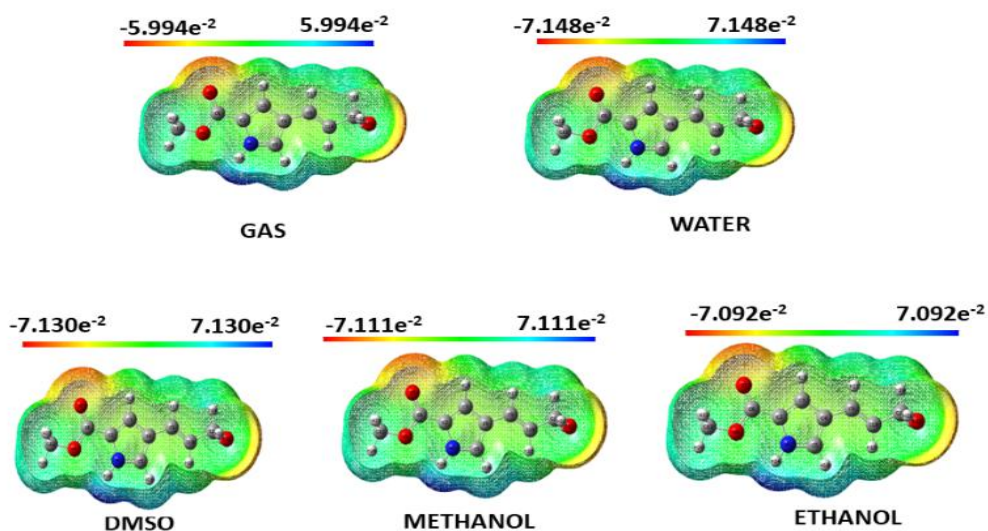 -5.994e⁻² 5.994e⁻²
-7.148e⁻² 7.148e⁻²
GAS
WATER
-7.130e⁻² 7.130e⁻²
-7.111e⁻² 7.111e⁻²
-7.092e⁻² 7.092e⁻²
DMSO
METHANOL
ETHANOL